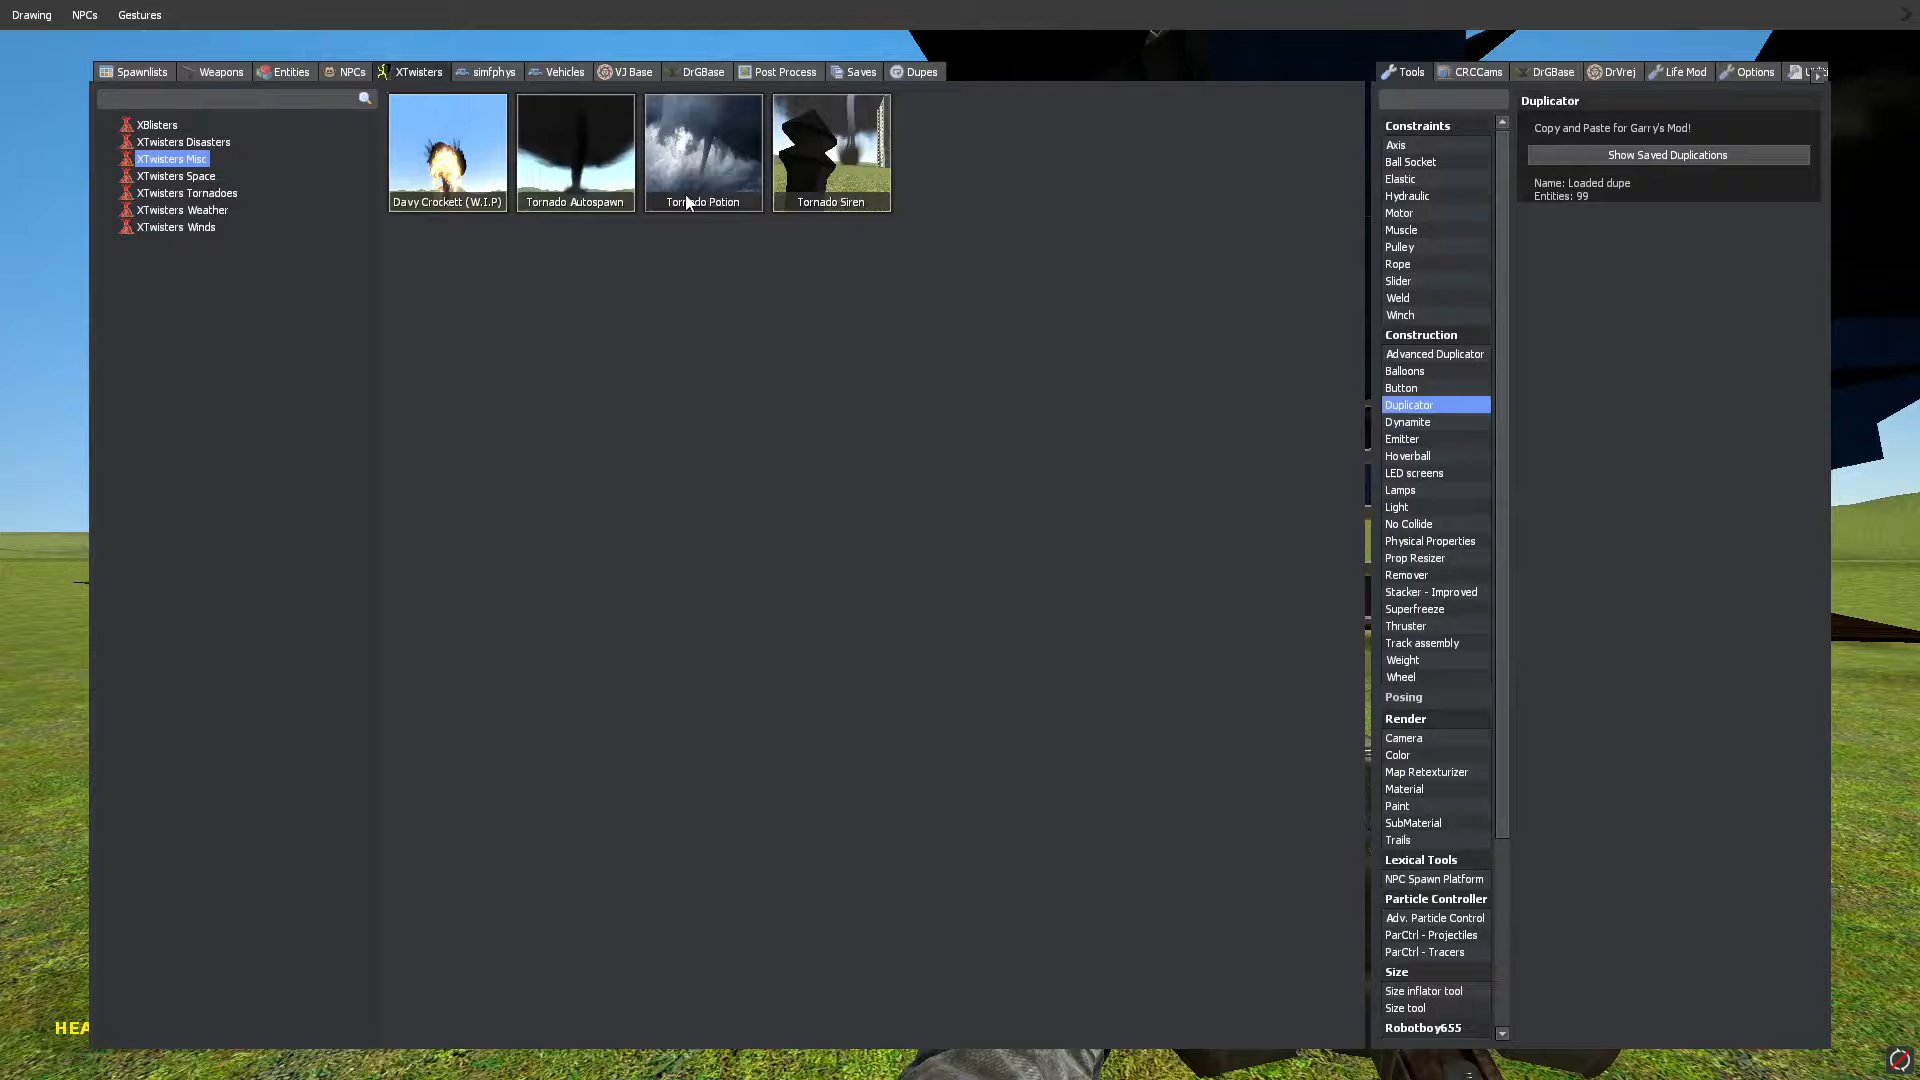 Drawing NPCs Gestures
Spawnlists Weapons Entities NPCs XTwisters simfphys Vehicles VJ Base DrGBase Post Process Saves Dupes
Tools CRCCams DrGBase DrVrej Life Mod Options
XBlisters
XTwisters Disasters
XTwisters Misc
XTwisters Space
XTwisters Tornadoes
XTwisters Weather
XTwisters Winds
Davy Crockett (W.I.P) Tornado Autospawn Tornado Potion Tornado Siren
Constraints
Axis
Ball Socket
Elastic
Hydraulic
Motor
Muscle
Pulley
Rope
Slider
Weld
Winch
Construction
Advanced Duplicator
Balloons
Button
Duplicator
Dynamite
Emitter
Hoverball
LED screens
Lamps
Light
No Collide
Physical Properties
Prop Resizer
Remover
Stacker - Improved
Superfreeze
Thruster
Track assembly
Weight
Wheel
Posing
Render
Camera
Color
Map Retexturizer
Material
Paint
SubMaterial
Trails
Lexical Tools
NPC Spawn Platform
Particle Controller
Adv. Particle Control
ParCtrl - Projectiles
ParCtrl - Tracers
Size
Size inflator tool
Size tool
Robotboy655
Duplicator
Copy and Paste for Garry's Mod!
Show Saved Duplications
Name: Loaded dupe
Entities: 99
HEA